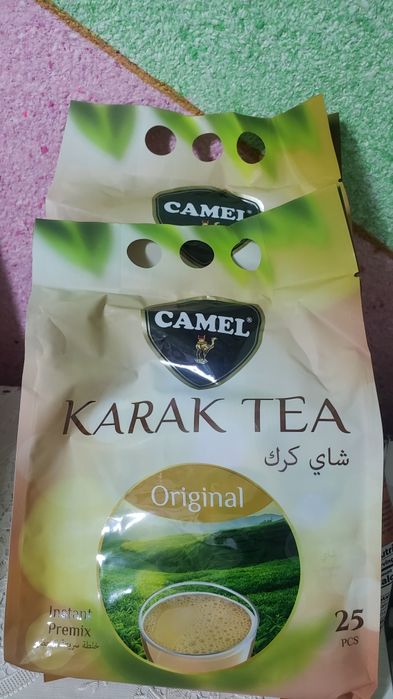 CAMEL
CAMEL®
KARAK TEA
شاي كرك
Original
Instant
Premix
25
PCS